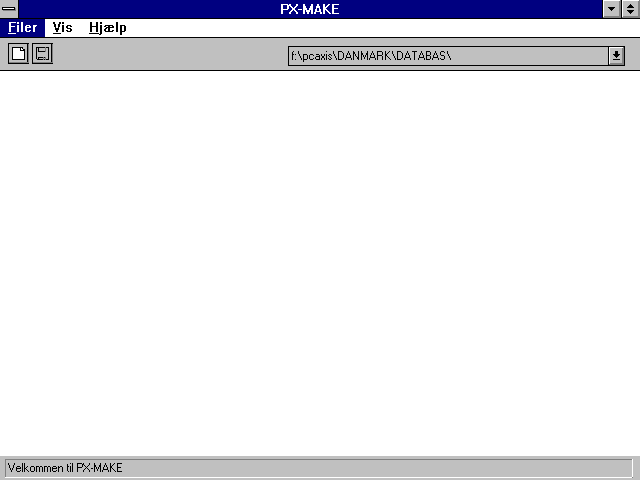 PX-MAKE
Filer Vis Hjælp
f:\pcaxis\DANMARK\DATABAS\
Velkommen til PX-MAKE